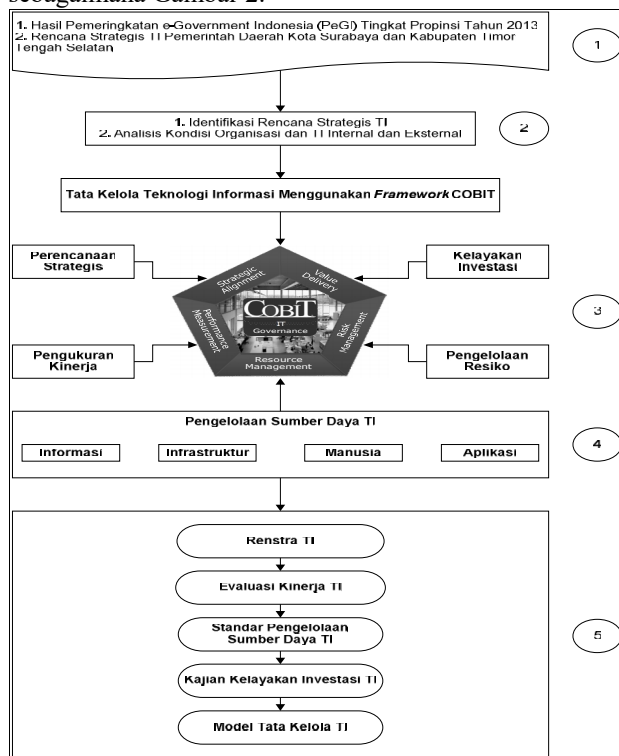 sebagaimana Gambar 2.
1. Hasil Pemeringkatan e-Government Indonesia (PeGI) Tingkat Propinsi Tahun 2013
2. Rencana Strategis TI Pemerintah Daerah Kota Surabaya dan Kabupaten Timor
Tengah Selatan
1
1. Identifikasi Rencana Strategis TI
2. Analisis Kondisi Organisasi dan TI Internal dan Eksternal
2
Tata Kelola Teknologi Informasi Menggunakan Framework COBIT
Perencanaan
Strategis
Kelayakan
Investasi
Strategic
Alignment
Value
Delivery
COBIT
IT
Governance
Performance
Measurement
Risk
Management
Resource
Management
3
Pengukuran
Kinerja
Pengelolaan
Resiko
Pengelolaan Sumber Daya TI
Informasi
Infrastruktur
Manusia
Aplikasi
4
Renstra TI
Evaluasi Kinerja TI
Standar Pengelolaan
Sumber Daya TI
5
Kajian Kelayakan Investasi TI
Model Tata Kelola TI